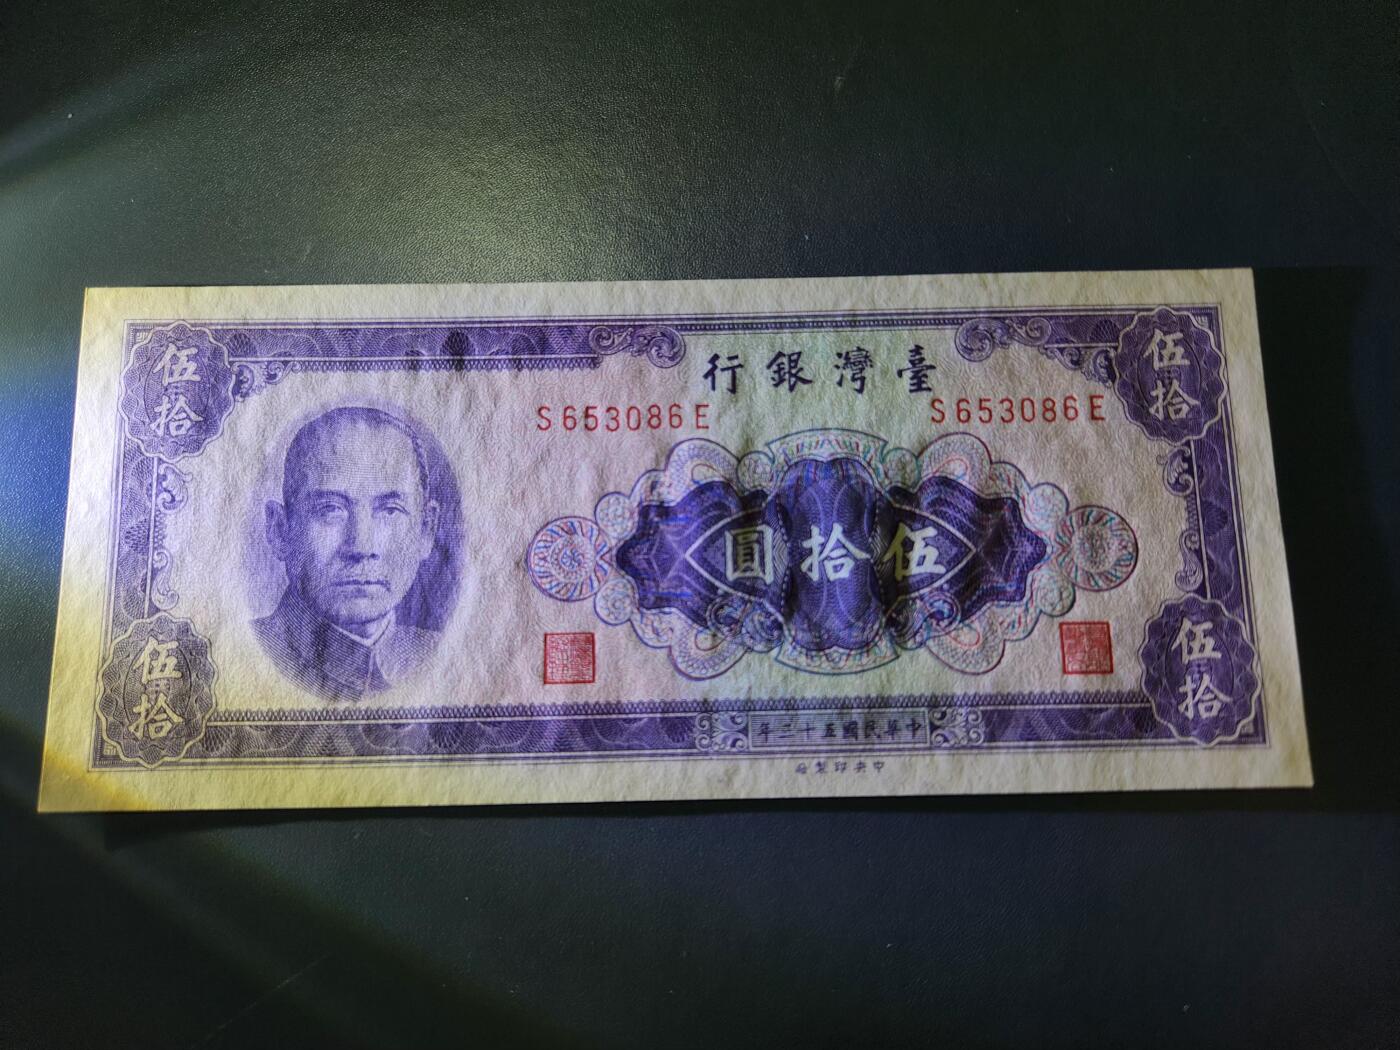 臺灣銀行
S653086E
S653086E
伍拾
伍拾
伍拾圓
伍拾
伍拾
中華民國五十三年
中央印製廠